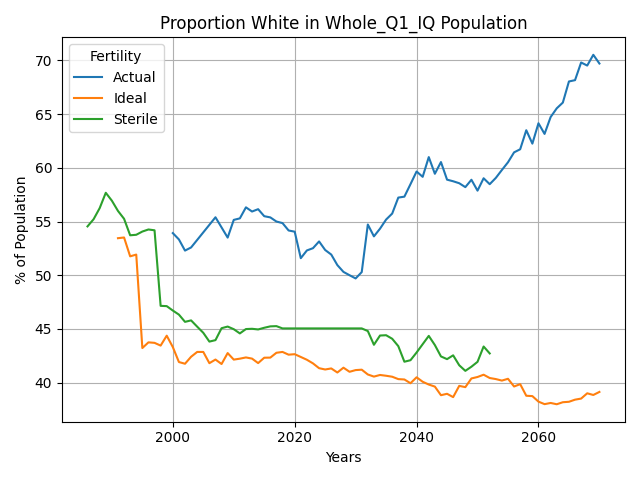 Proportion White in Whole_Q1_IQ Population
Fertility
Actual
Ideal
Sterile
% of Population
70
65
60
55
50
45
40
2000
2020
2040
2060
Years